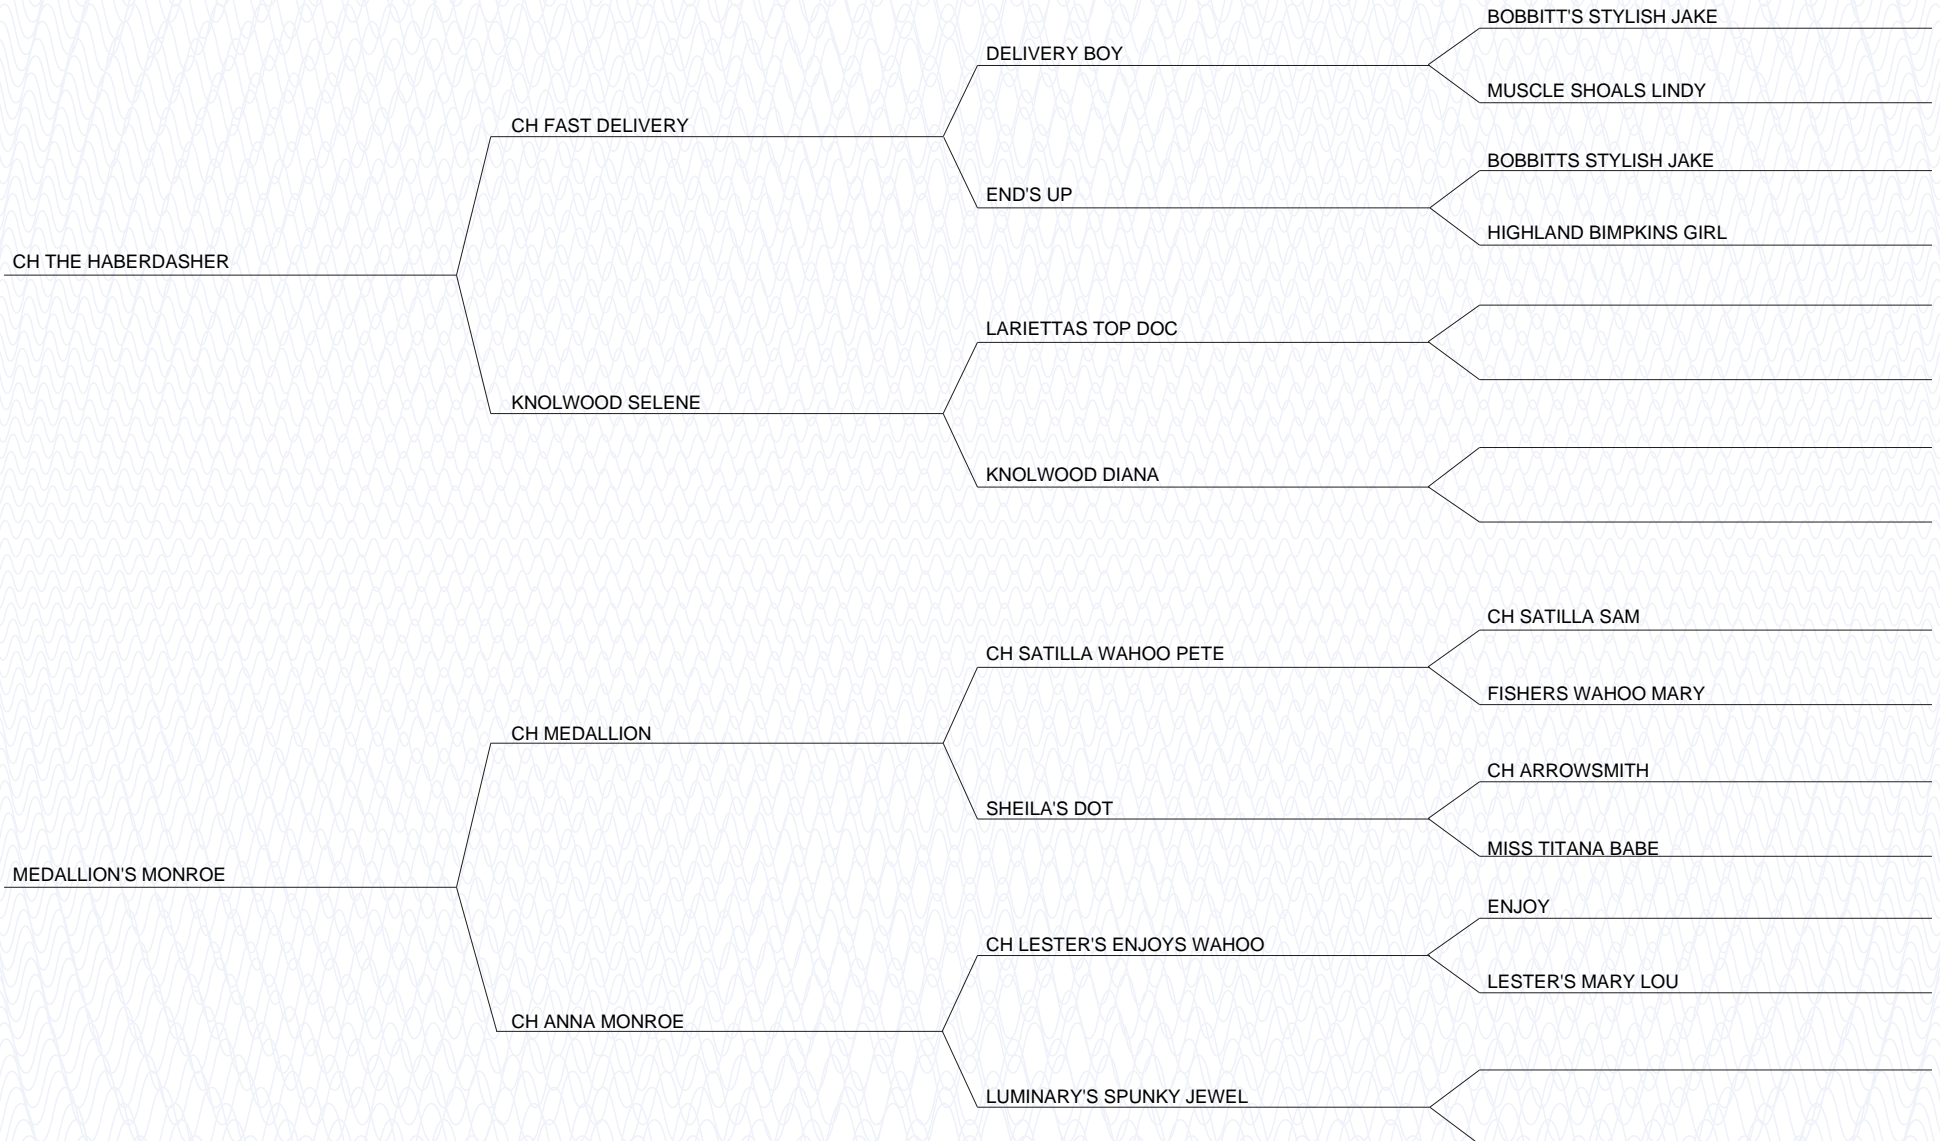 BOBBITT'S STYLISH JAKE
DELIVERY BOY
MUSCLE SHOALS LINDY
CH FAST DELIVERY
BOBBITTS STYLISH JAKE
END'S UP
HIGHLAND BIMPKINS GIRL
CH THE HABERDASHER
LARIETTAS TOP DOC
KNOLWOOD SELENE
KNOLWOOD DIANA
CH SATILLA SAM
CH SATILLA WAHOO PETE
FISHERS WAHOO MARY
CH MEDALLION
CH ARROWSMITH
SHEILA'S DOT
MISS TITANA BABE
MEDALLION'S MONROE
ENJOY
CH LESTER'S ENJOYS WAHOO
LESTER'S MARY LOU
CH ANNA MONROE
LUMINARY'S SPUNKY JEWEL